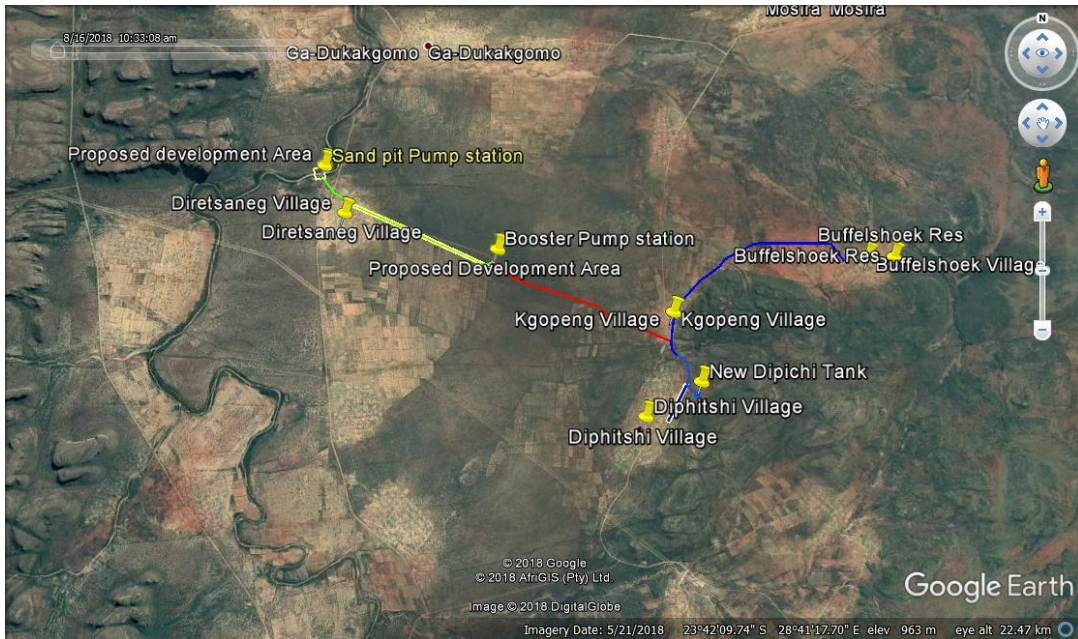 Mosira Mosira
8/16/2018 10:33:08 am
Ga-Dukakgomo Ga-Dukakgomo
N
Proposed development Area
Sand pit Pump station
Diretsaneg Village
Diretsaneg Village
Booster Pump station
Proposed Development Area
Buffelshoek Res
Buffelshoek Res
Buffelshoek Village
Kgopeng Village
Kgopeng Village
New Dipichi Tank
Diphitshi Village
Diphitshi Village
© 2018 Google
© 2018 AfriGIS (Pty) Ltd.
Image © 2018 DigitalGlobe
Google Earth
Imagery Date: 5/21/2018 23°42'09.74" S 28°41'17.70" E elev 963 m eye alt 22.47 km